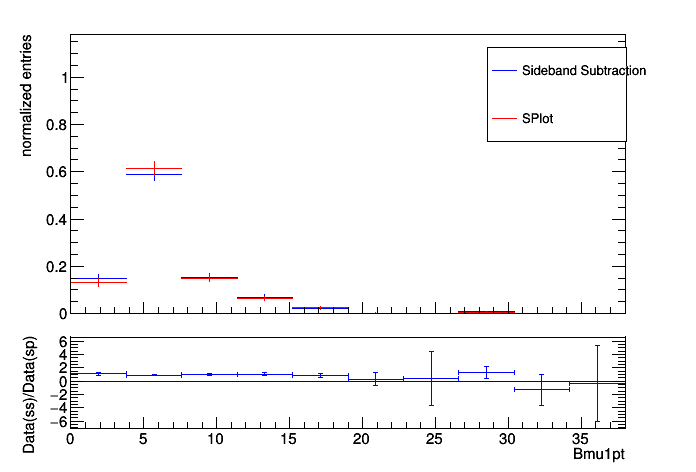 normalized entries
1
0.8
0.6
0.4
0.2
0
Sideband Subtraction
SPlot
Data(ss)/Data(sp)
6
4
2
0
−2
−4
−6
0 5 10 15 20 25 30 35
Bmu1pt